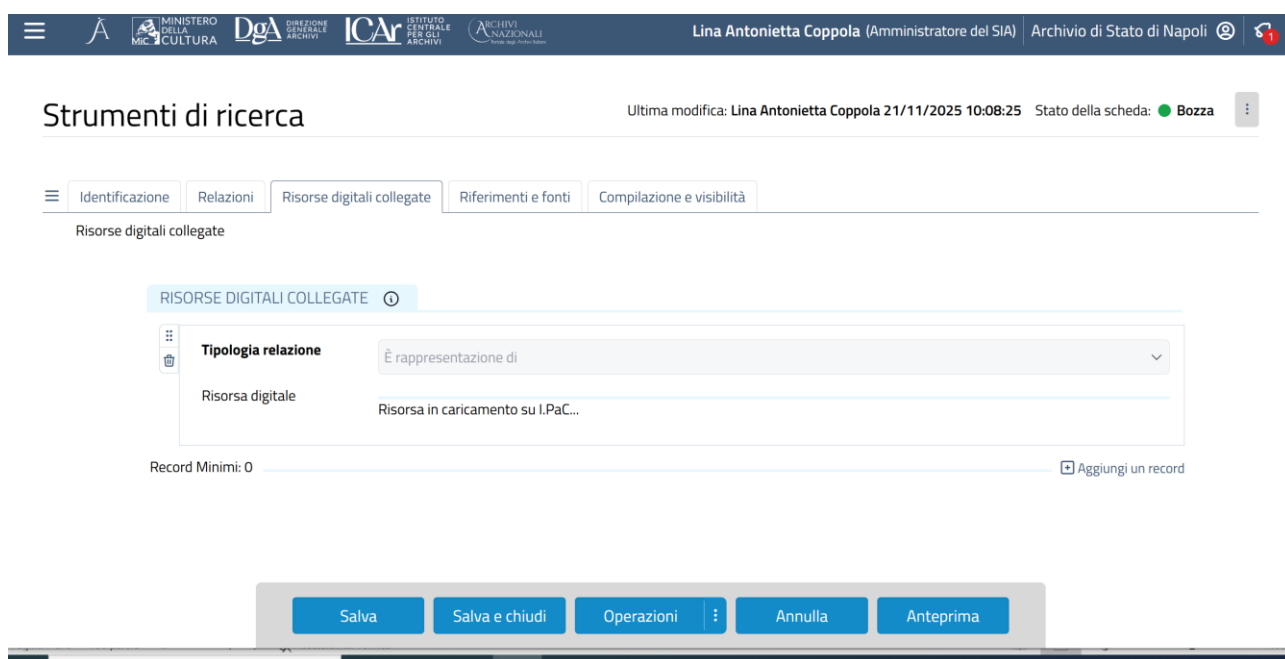 MINISTERO DELLA CULTURA MiC DgA DIREZIONE GENERALE ARCHIVI ICAr ISTITUTO CENTRALE PER GLI ARCHIVI ARCHIVI NAZIONALI Lina Antonietta Coppola (Amministratore del SIA) Archivio di Stato di Napoli 1
Strumenti di ricerca Ultima modifica: Lina Antonietta Coppola 21/11/2025 10:08:25 Stato della scheda: Bozza
Identificazione Relazioni Risorse digitali collegate Riferimenti e fonti Compilazione e visibilità
Risorse digitali collegate
RISORSE DIGITALI COLLEGATE
Tipologia relazione È rappresentazione di
Risorsa digitale
Risorsa in caricamento su I.PaC...
Record Minimi: 0 Aggiungi un record
Salva Salva e chiudi Operazioni Annulla Anteprima